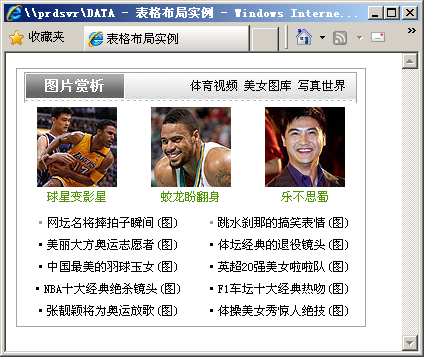 \\prdsvr\DATA - 表格布局实例 - Windows Interne...
收藏夹 表格布局实例
图片赏析 体育视频 美女图库 写真世界
球星变影星 蛟龙盼翻身 乐不思蜀
▪ 网坛名将摔拍子瞬间(图) ▪ 跳水刹那的搞笑表情(图)
▪ 美丽大方奥运志愿者(图) ▪ 体坛经典的退役镜头(图)
▪ 中国最美的羽球玉女(图) ▪ 英超20强美女啦啦队(图)
▪ NBA十大经典绝杀镜头(图) ▪ F1车坛十大经典热吻(图)
▪ 张靓颖将为奥运放歌(图) ▪ 体操美女秀惊人绝技(图)